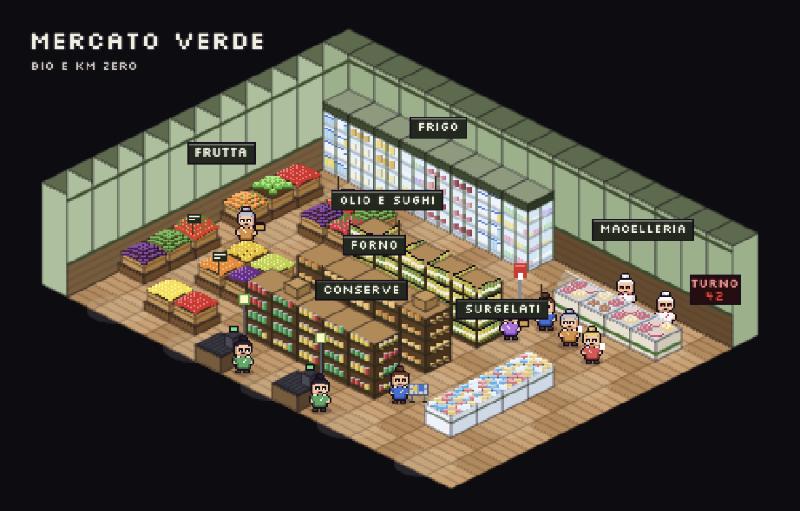 MERCATO VERDE
BIO E KM ZERO
FRIGO
FRUTTA
OLIO E SUGHI
MACELLERIA
FORNO
CONSERVE
TURNO
42
SURGELATI